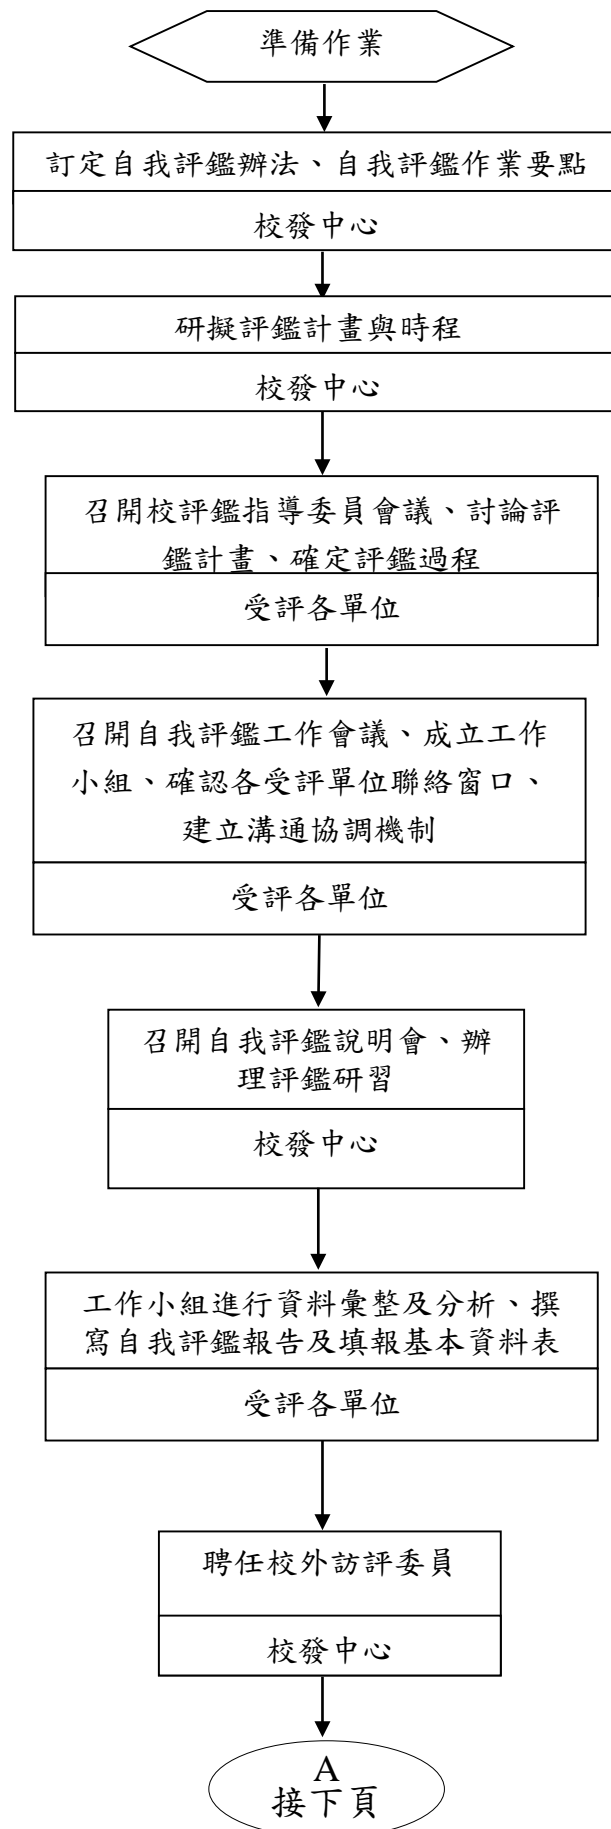 準備作業
訂定自我評鑑辦法、自我評鑑作業要點
校發中心
研擬評鑑計畫與時程
校發中心
召開校評鑑指導委員會議、討論評
鑑計畫、確定評鑑過程
受評各單位
召開自我評鑑工作會議、成立工作
小組、確認各受評單位聯絡窗口、
建立溝通協調機制
受評各單位
召開自我評鑑說明會、辦
理評鑑研習
校發中心
工作小組進行資料彙整及分析、撰
寫自我評鑑報告及填報基本資料表
受評各單位
聘任校外訪評委員
校發中心
A
接下頁